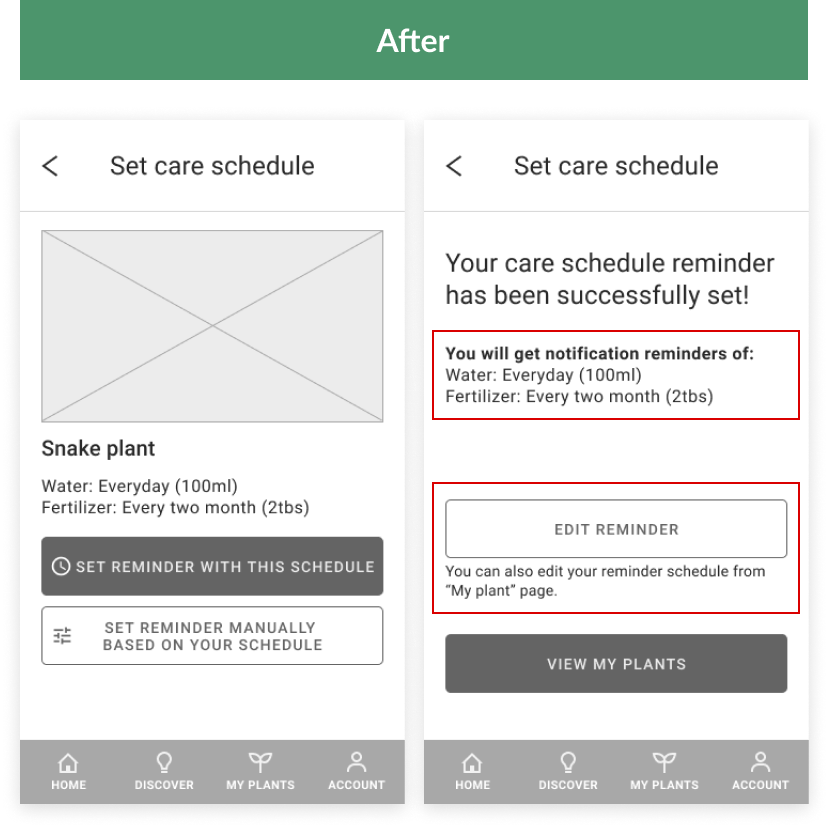 After
Set care schedule
Snake plant
Water: Everyday (100ml)
Fertilizer: Every two month (2tbs)
SET REMINDER WITH THIS SCHEDULE
SET REMINDER MANUALLY
BASED ON YOUR SCHEDULE
HOME
DISCOVER
MY PLANTS
ACCOUNT
Set care schedule
Your care schedule reminder
has been successfully set!
You will get notification reminders of:
Water: Everyday (100ml)
Fertilizer: Every two month (2tbs)
EDIT REMINDER
You can also edit your reminder schedule from
“My plant” page.
VIEW MY PLANTS
HOME
DISCOVER
MY PLANTS
ACCOUNT